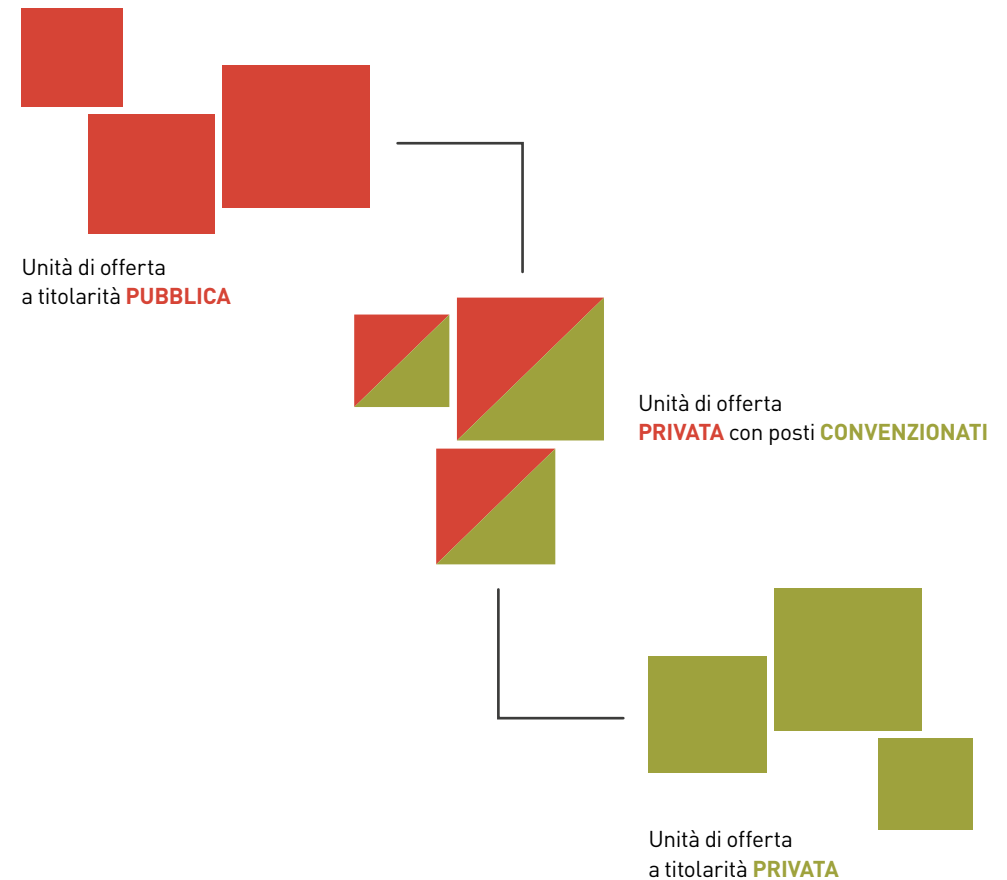 Unità di offerta
a titolarità PUBBLICA
Unità di offerta
PRIVATA con posti CONVENZIONATI
Unità di offerta
a titolarità PRIVATA